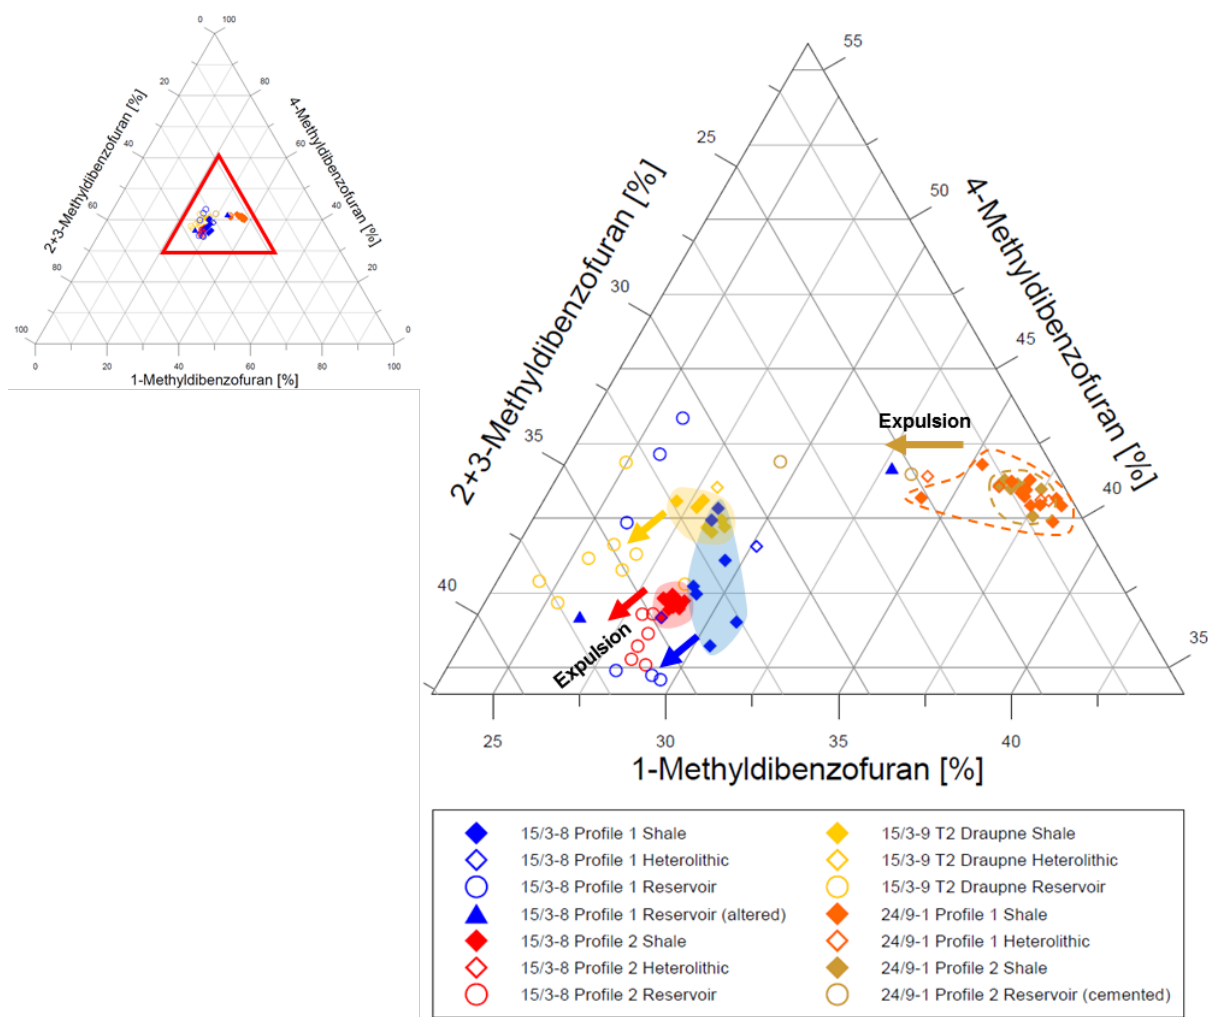 0
100
20
80
40
60
60
40
80
20
100
0
0
20
40
60
80
100
2+3-Methyldibenzofuran [%]
4-Methyldibenzofuran [%]
1-Methyldibenzofuran [%]
55
25
50
30
45
35
40
40
35
25
30
35
40
2+3-Methyldibenzofuran [%]
4-Methyldibenzofuran [%]
1-Methyldibenzofuran [%]
Expulsion
Expulsion
15/3-8 Profile 1 Shale
15/3-8 Profile 1 Heterolithic
15/3-8 Profile 1 Reservoir
15/3-8 Profile 1 Reservoir (altered)
15/3-8 Profile 2 Shale
15/3-8 Profile 2 Heterolithic
15/3-8 Profile 2 Reservoir
15/3-9 T2 Draupne Shale
15/3-9 T2 Draupne Heterolithic
15/3-9 T2 Draupne Reservoir
24/9-1 Profile 1 Shale
24/9-1 Profile 1 Heterolithic
24/9-1 Profile 2 Shale
24/9-1 Profile 2 Reservoir (cemented)